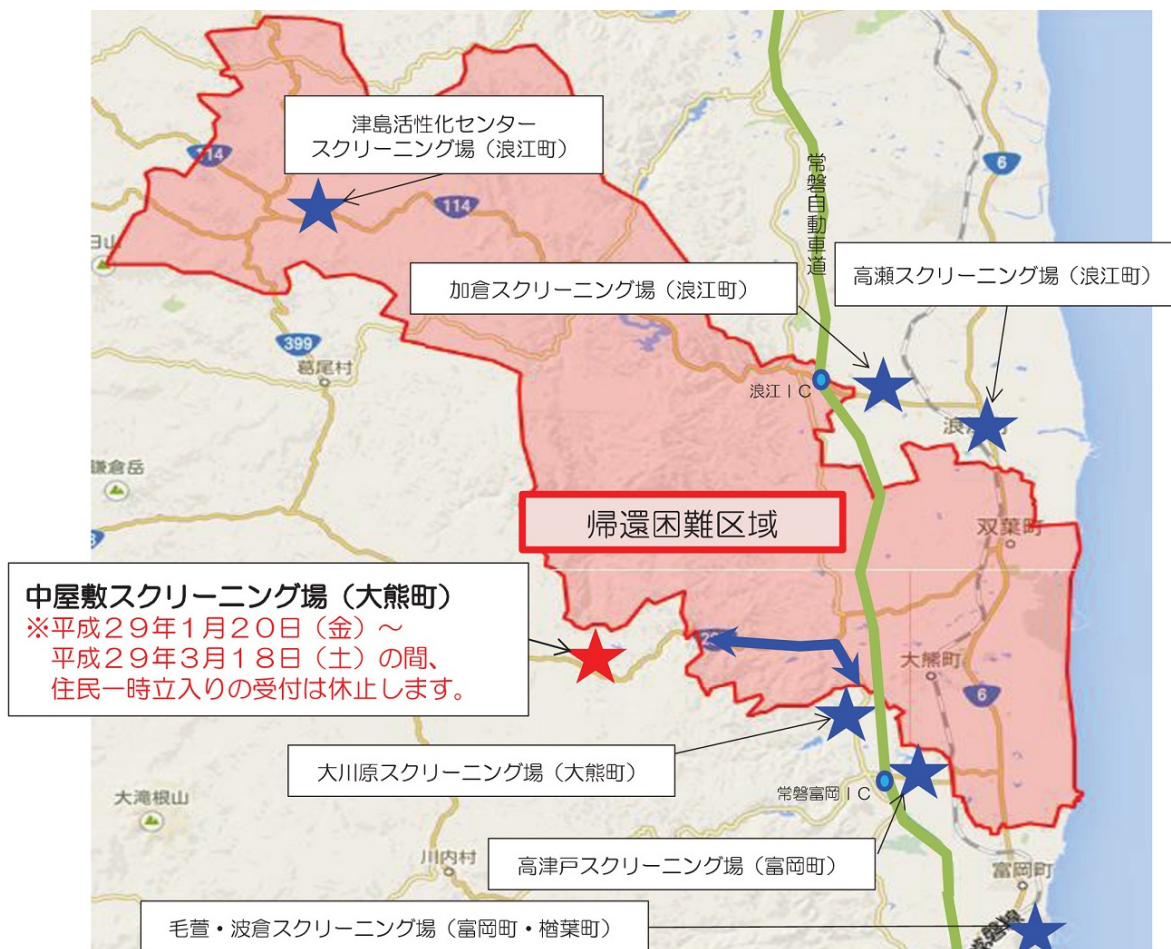 津島活性化センター
スクリーニング場（浪江町）
114
114
6
常磐自動車道
日山
加倉スクリーニング場（浪江町）
高瀬スクリーニング場（浪江町）
399
葛尾村
浪江ＩＣ
鎌倉岳
帰還困難区域
双葉町
中屋敷スクリーニング場（大熊町）
※平成２９年１月２０日（金）～
平成２９年３月１８日（土）の間、
住民一時立入りの受付は休止します。
大熊町
6
大川原スクリーニング場（大熊町）
常磐富岡ＩＣ
大滝根山
川内村
高津戸スクリーニング場（富岡町）
富岡町
毛萱・波倉スクリーニング場（富岡町・楢葉町）